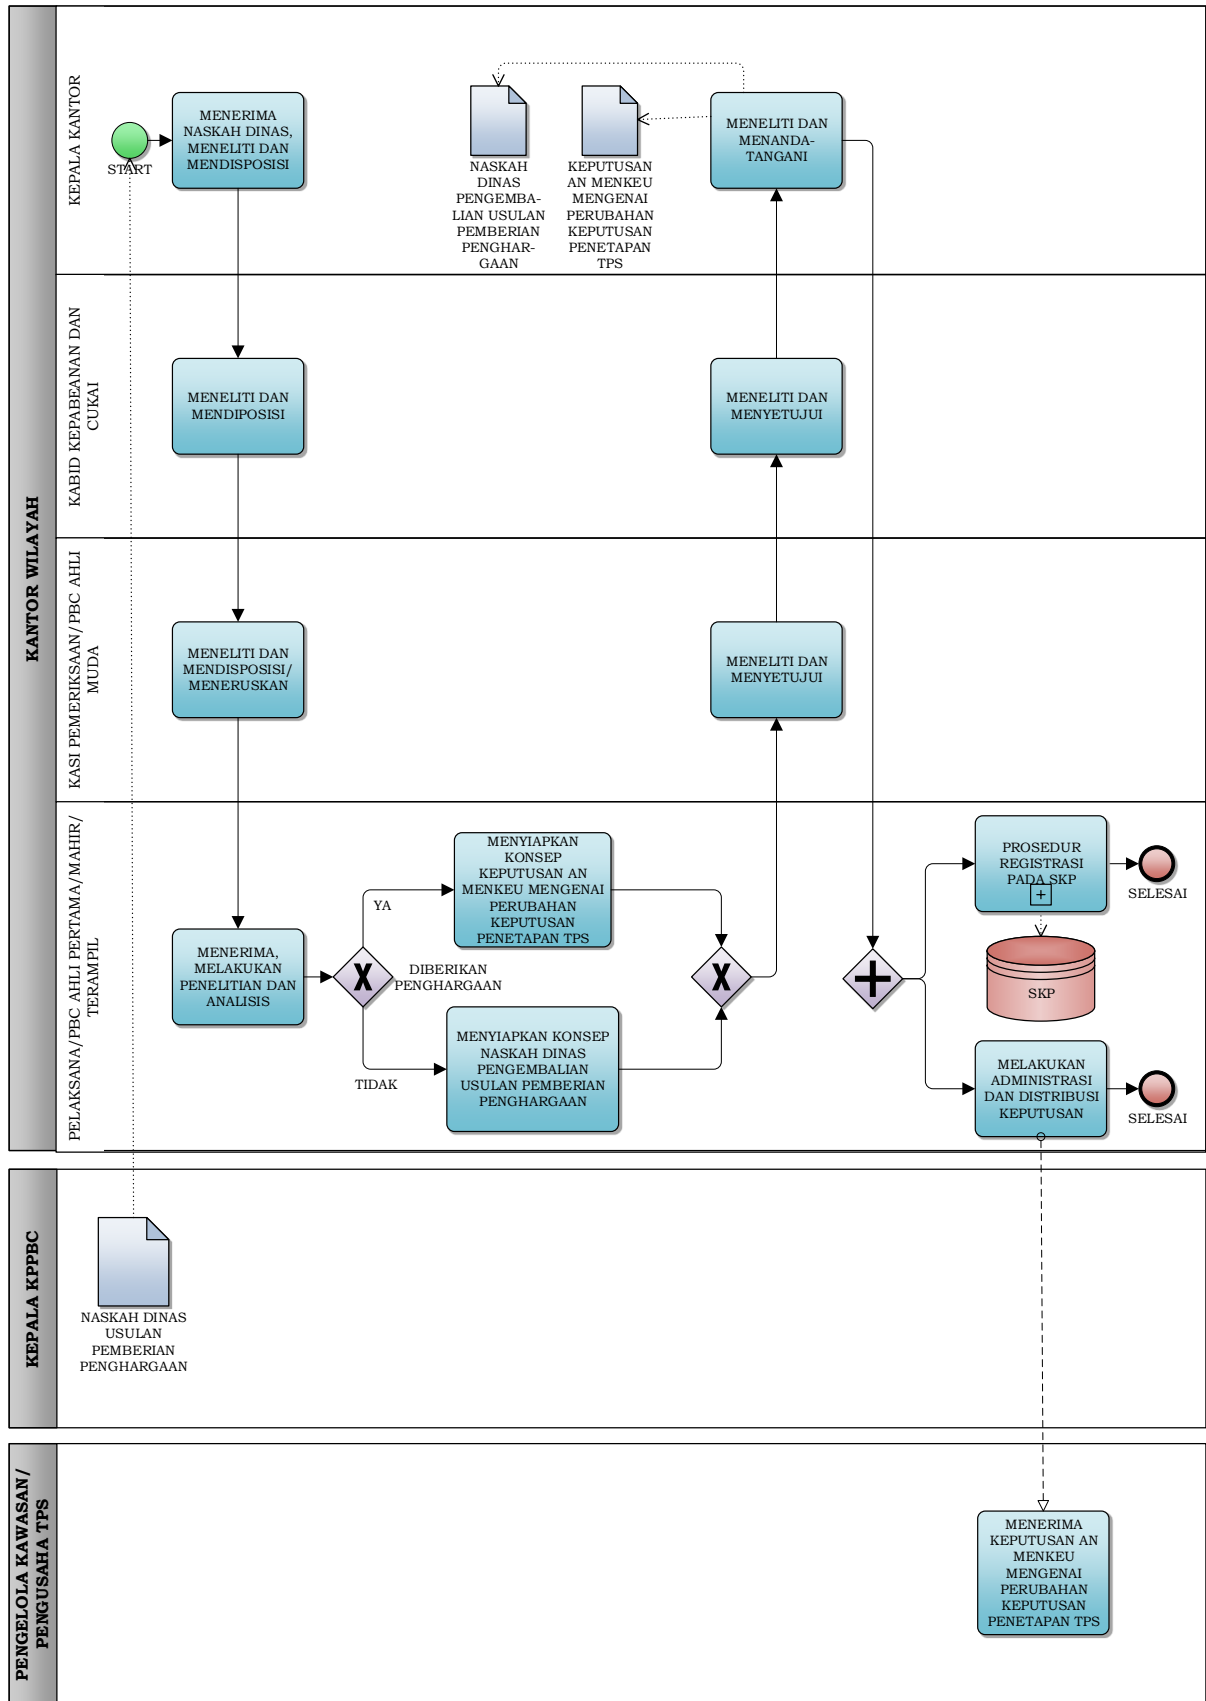 KANTOR WILAYAH
KEPALA KANTOR
START
MENERIMA
NASKAH DINAS,
MENELITI DAN
MENDISPOSISI
NASKAH
DINAS
PENGEMBA-
LIAN USULAN
PEMBERIAN
PENGHAR-
GAAN
KEPUTUSAN
AN MENKEU
MENGENAI
PERUBAHAN
KEPUTUSAN
PENETAPAN
TPS
MENELITI DAN
MENANDA-
TANGANI
KABID KEPABEANAN DAN
CUKAI
MENELITI DAN
MENDIPOSISI
MENELITI DAN
MENYETUJUI
KASI PEMERIKSAAN/PBC AHLI
MUDA
MENELITI DAN
MENDISPOSISI/
MENERUSKAN
MENELITI DAN
MENYETUJUI
PELAKSANA/PBC AHLI PERTAMA/MAHIR/
TERAMPIL
MENERIMA,
MELAKUKAN
PENELITIAN DAN
ANALISIS
YA
DIBERIKAN
PENGHARGAAN
TIDAK
MENYIAPKAN
KONSEP
KEPUTUSAN AN
MENKEU MENGENAI
PERUBAHAN
KEPUTUSAN
PENETAPAN TPS
MENYIAPKAN KONSEP
NASKAH DINAS
PENGEMBALIAN
USULAN PEMBERIAN
PENGHARGAAN
PROSEDUR
REGISTRASI
PADA SKP
SELESAI
SKP
MELAKUKAN
ADMINISTRASI
DAN DISTRIBUSI
KEPUTUSAN
SELESAI
KEPALA KPPBC
NASKAH DINAS
USULAN
PEMBERIAN
PENGHARGAAN
PENGELOLA KAWASAN/
PENGUSAHA TPS
MENERIMA
KEPUTUSAN AN
MENKEU
MENGENAI
PERUBAHAN
KEPUTUSAN
PENETAPAN TPS